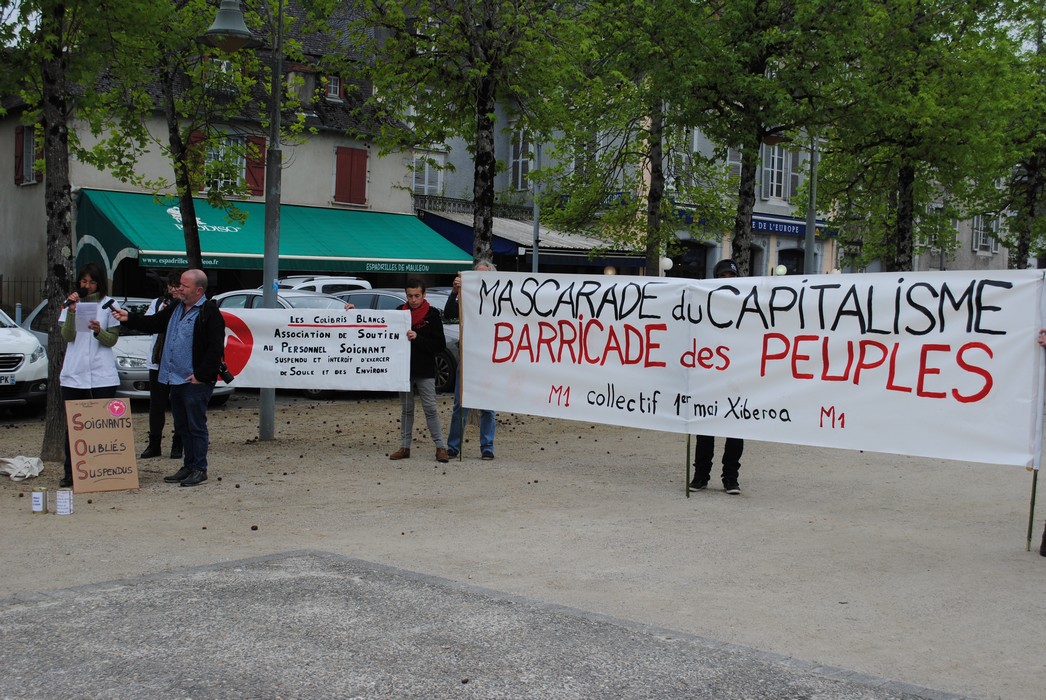 PARDISO
ESPADRILLES DE MAULEON
DE L'EUROPE
LES COLIBRIS BLANCS
ASSOCIATION DE SOUTIEN
AU PERSONNEL SOIGNANT
SUSPENDU ET INTERDIT D'EXERCER
DE SOULE ET DES ENVIRONS
MASCARADE du CAPITALISME
BARRICADE des PEUPLES
M1 collectif 1er mai Xiberoa M1
SOIGNANTS
OUBLIÉS
SUSPENDUS